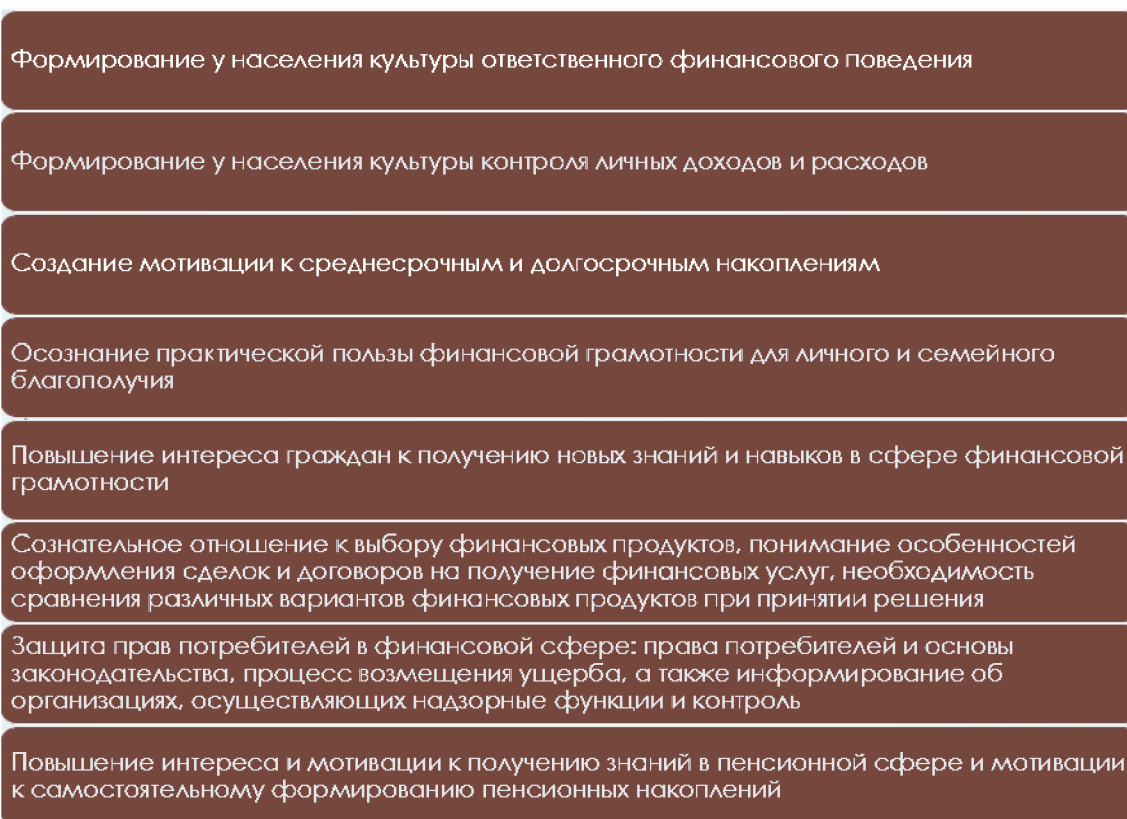 Формирование у населения культуры ответственного финансового поведения
Формирование у населения культуры контроля личных доходов и расходов
Создание мотивации к среднесрочным и долгосрочным накоплениям
Осознание практической пользы финансовой грамотности для личного и семейного
благополучия
Повышение интереса граждан к получению новых знаний и навыков в сфере финансовой
грамотности
Сознательное отношение к выбору финансовых продуктов, понимание особенностей
оформления сделок и договоров на получение финансовых услуг, необходимость
сравнения различных вариантов финансовых продуктов при принятии решения
Защита прав потребителей в финансовой сфере: права потребителей и основы
законодательства, процесс возмещения ущерба, а также информирование об
организациях, осуществляющих надзорные функции и контроль
Повышение интереса и мотивации к получению знаний в пенсионной сфере и мотивации
к самостоятельному формированию пенсионных накоплений